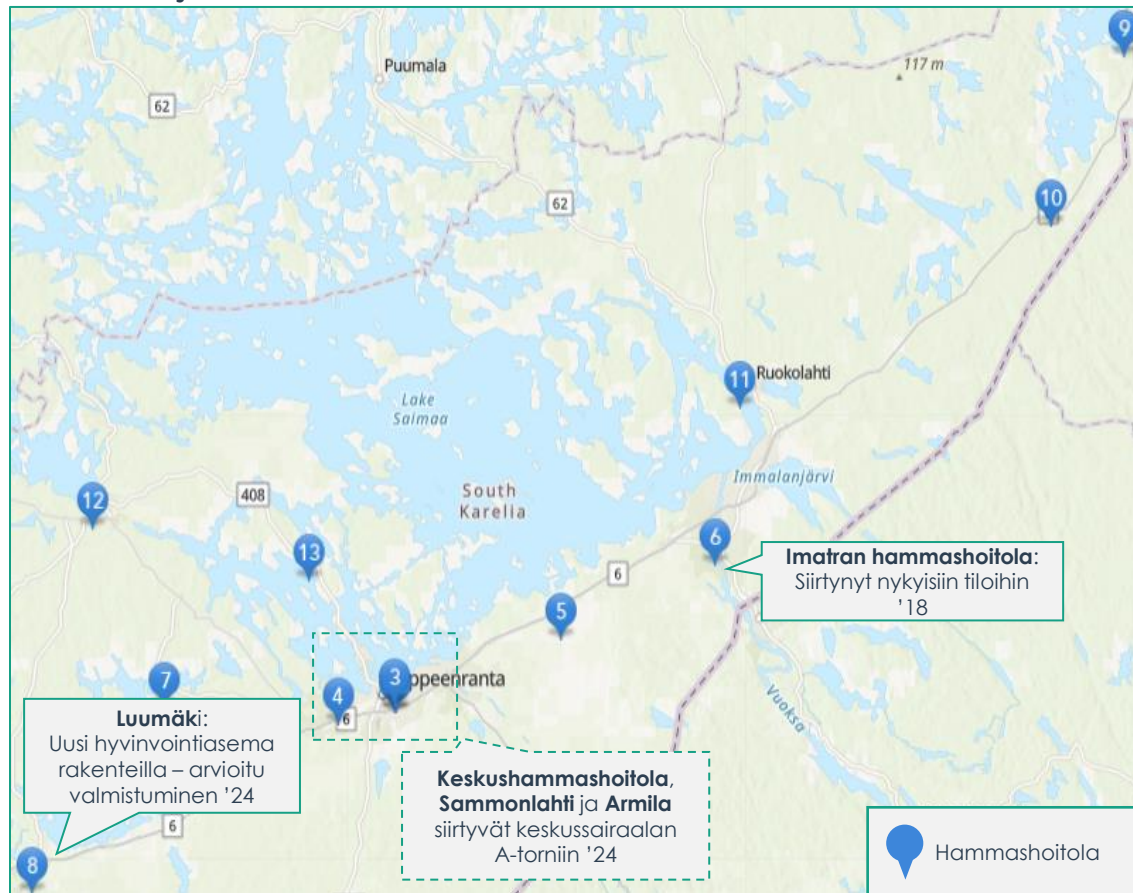 9
Puumala
117 m
62
10
62
11
Ruokolahti
Lake
Saimaa
South
Karelia
Immalanjärvi
12
408
13
6
6
Imatran hammashoitola:
Siirtynyt nykyisiin tiloihin
'18
5
7
4
3
ppeenranta
6
Vuoksa
Luumäki:
Uusi hyvinvointiasema
rakenteilla – arvioitu
valmistuminen '24
Keskushammashoitola,
Sammonlahti ja Armila
siirtyvät keskussairaalan
A-torniin '24
6
8
Hammashoitola